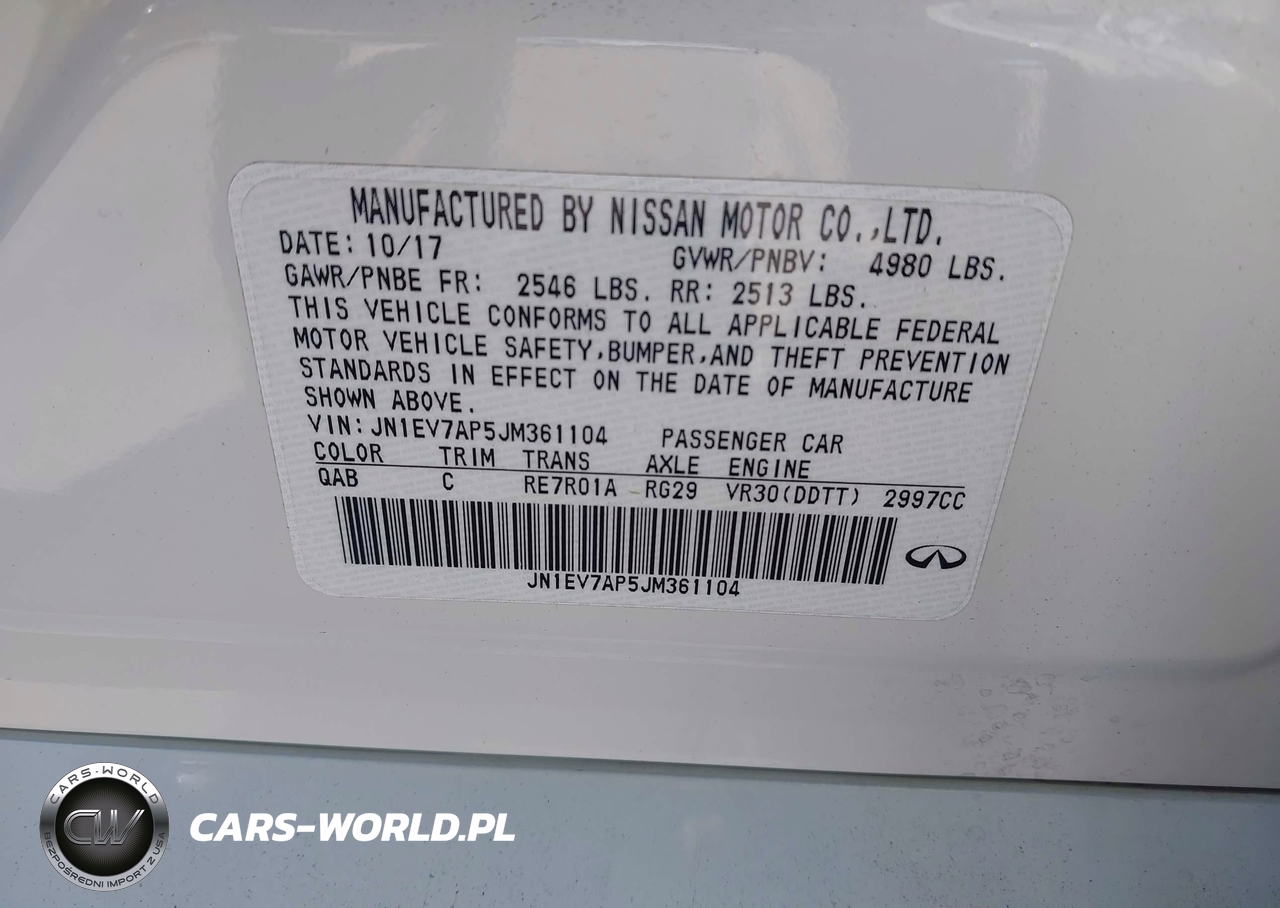 MANUFACTURED BY NISSAN MOTOR CO.,LTD.
DATE: 10/17 GVWR/PNBV: 4980 LBS.
GAWR/PNBE FR: 2546 LBS. RR: 2513 LBS.
THIS VEHICLE CONFORMS TO ALL APPLICABLE FEDERAL
MOTOR VEHICLE SAFETY,BUMPER,AND THEFT PREVENTION
STANDARDS IN EFFECT ON THE DATE OF MANUFACTURE
SHOWN ABOVE.
VIN: JN1EV7AP5JM361104 PASSENGER CAR
COLOR TRIM TRANS AXLE ENGINE
QAB C RE7R01A RG29 VR30(DDTT) 2997CC
JN1EV7AP5JM361104
CARS-WORLD
CW
BEZPOŚREDNI IMPORT Z USA
CARS-WORLD.PL